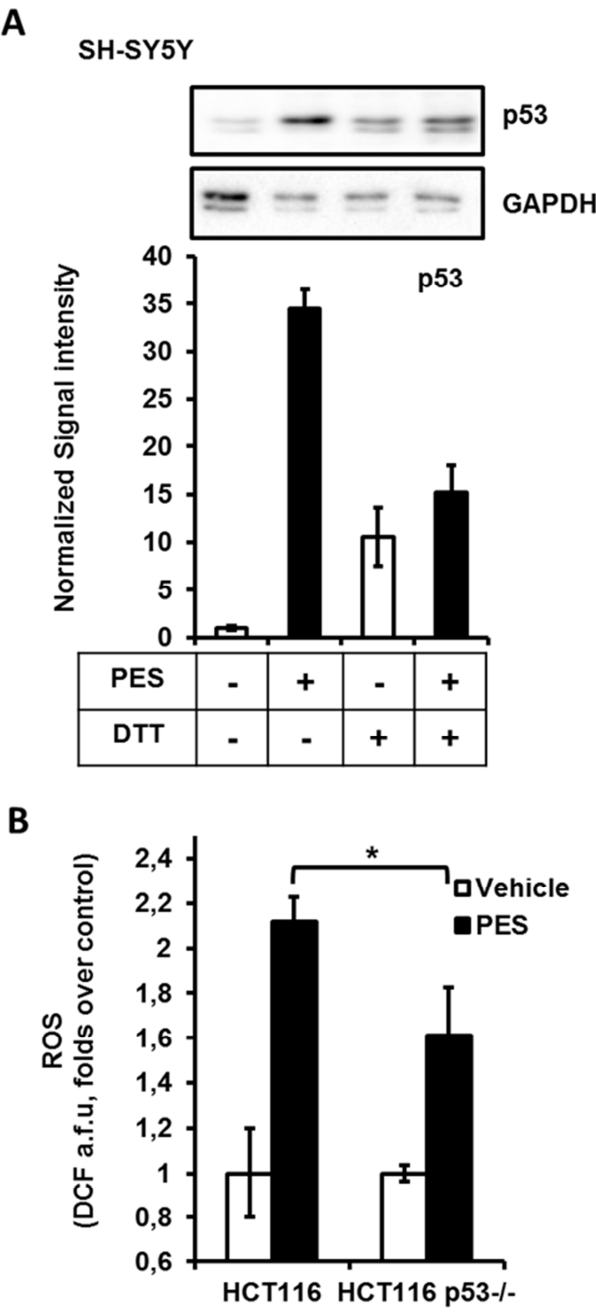 A
SH-SY5Y
p53
GAPDH
p53
Normalized Signal intensity
40
35
30
25
20
15
10
5
0
PES - + - +
DTT - - + +
B
ROS
(DCF a.f.u, folds over control)
2,4
2,2
2
1,8
1,6
1,4
1,2
1
0,8
0,6
*
Vehicle
PES
HCT116 HCT116 p53-/-